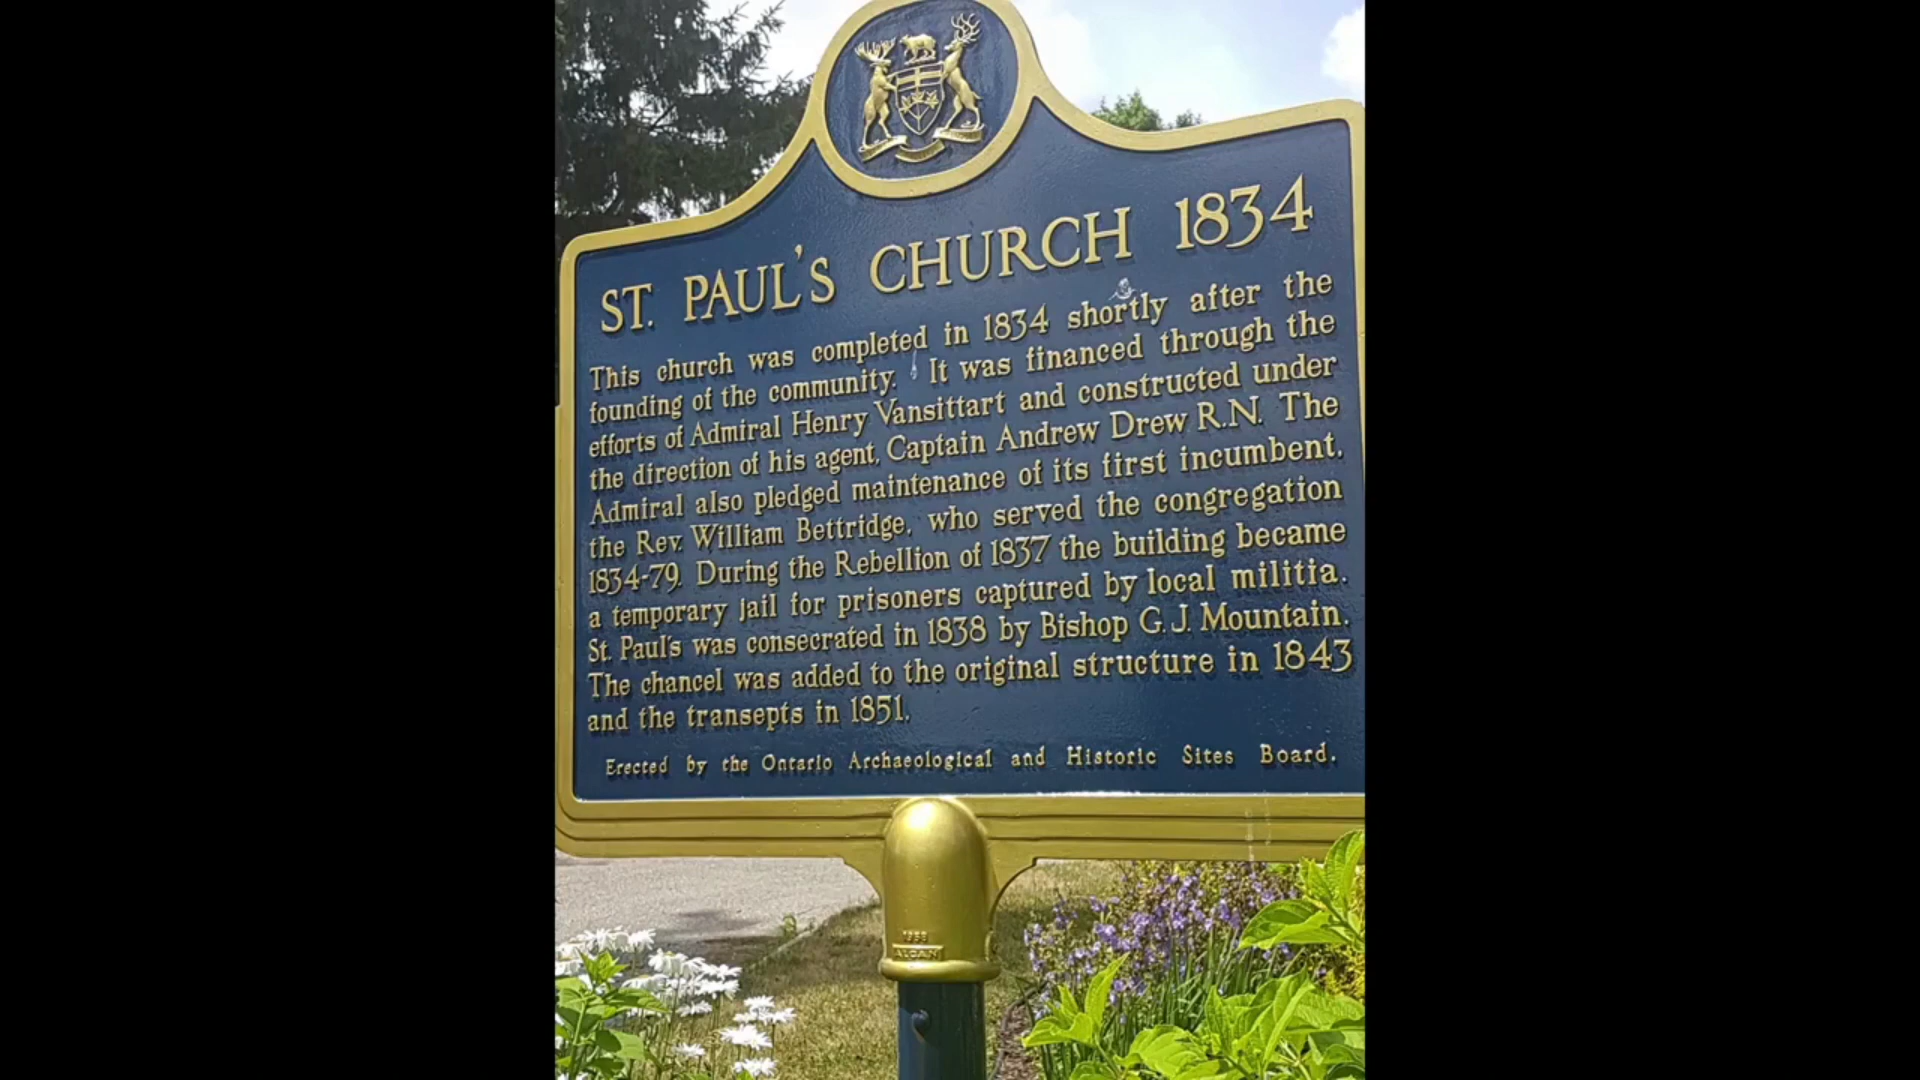 ST. PAUL'S CHURCH 1834
This church was completed in 1834 shortly after the
founding of the community. It was financed through the
efforts of Admiral Henry Vansittart and constructed under
the direction of his agent, Captain Andrew Drew R.N. The
Admiral also pledged maintenance of its first incumbent,
the Rev. William Bettridge, who served the congregation
1834-79. During the Rebellion of 1837 the building became
a temporary jail for prisoners captured by local militia.
St. Paul's was consecrated in 1838 by Bishop G.J. Mountain.
The chancel was added to the original structure in 1843
and the transepts in 1851.
Erected by the Ontario Archaeological and Historic Sites Board.
ALCAN